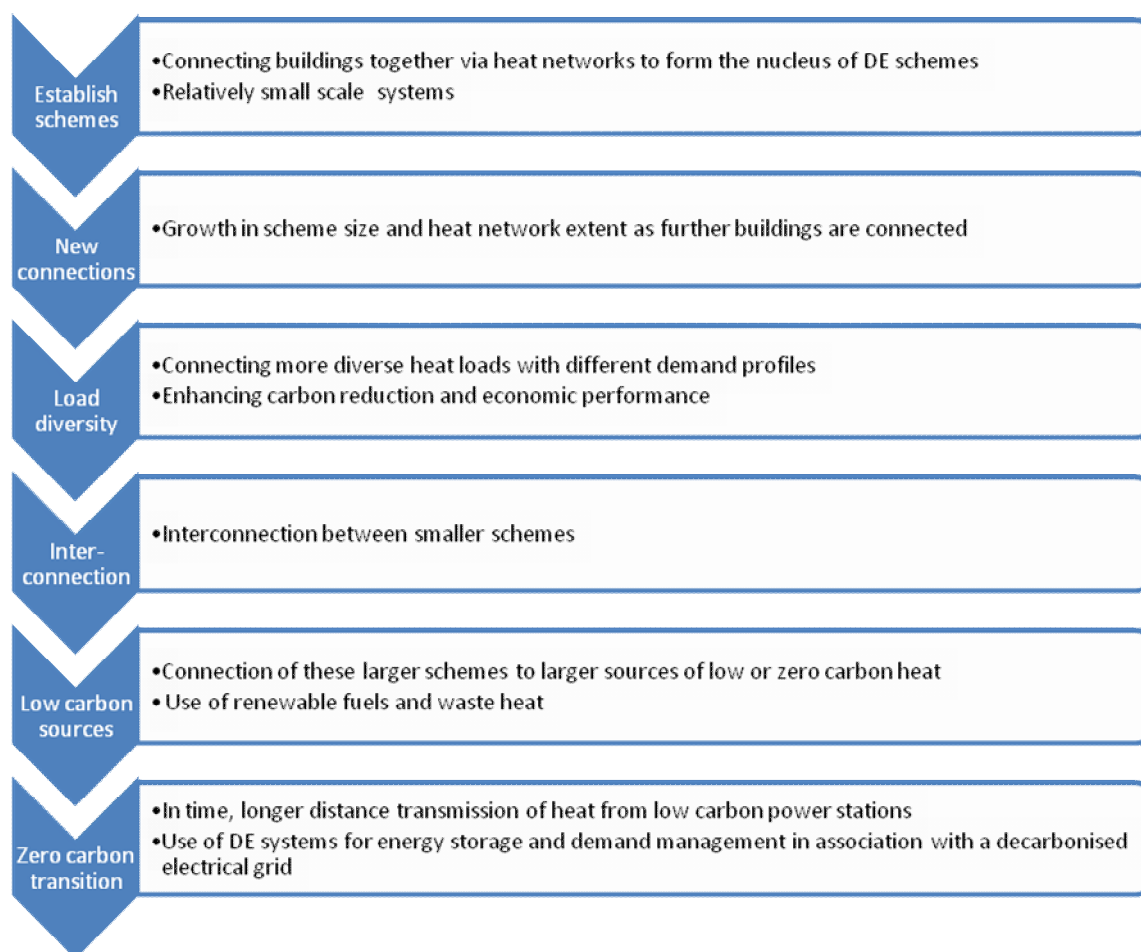 Establish
schemes
•Connecting buildings together via heat networks to form the nucleus of DE schemes
•Relatively small scale systems
New
connections
•Growth in scheme size and heat network extent as further buildings are connected
Load
diversity
•Connecting more diverse heat loads with different demand profiles
•Enhancing carbon reduction and economic performance
Inter-
connection
•Interconnection between smaller schemes
Low carbon
sources
•Connection of these larger schemes to larger sources of low or zero carbon heat
• Use of renewable fuels and waste heat
Zero carbon
transition
•In time, longer distance transmission of heat from low carbon power stations
•Use of DE systems for energy storage and demand management in association with a decarbonised
electrical grid